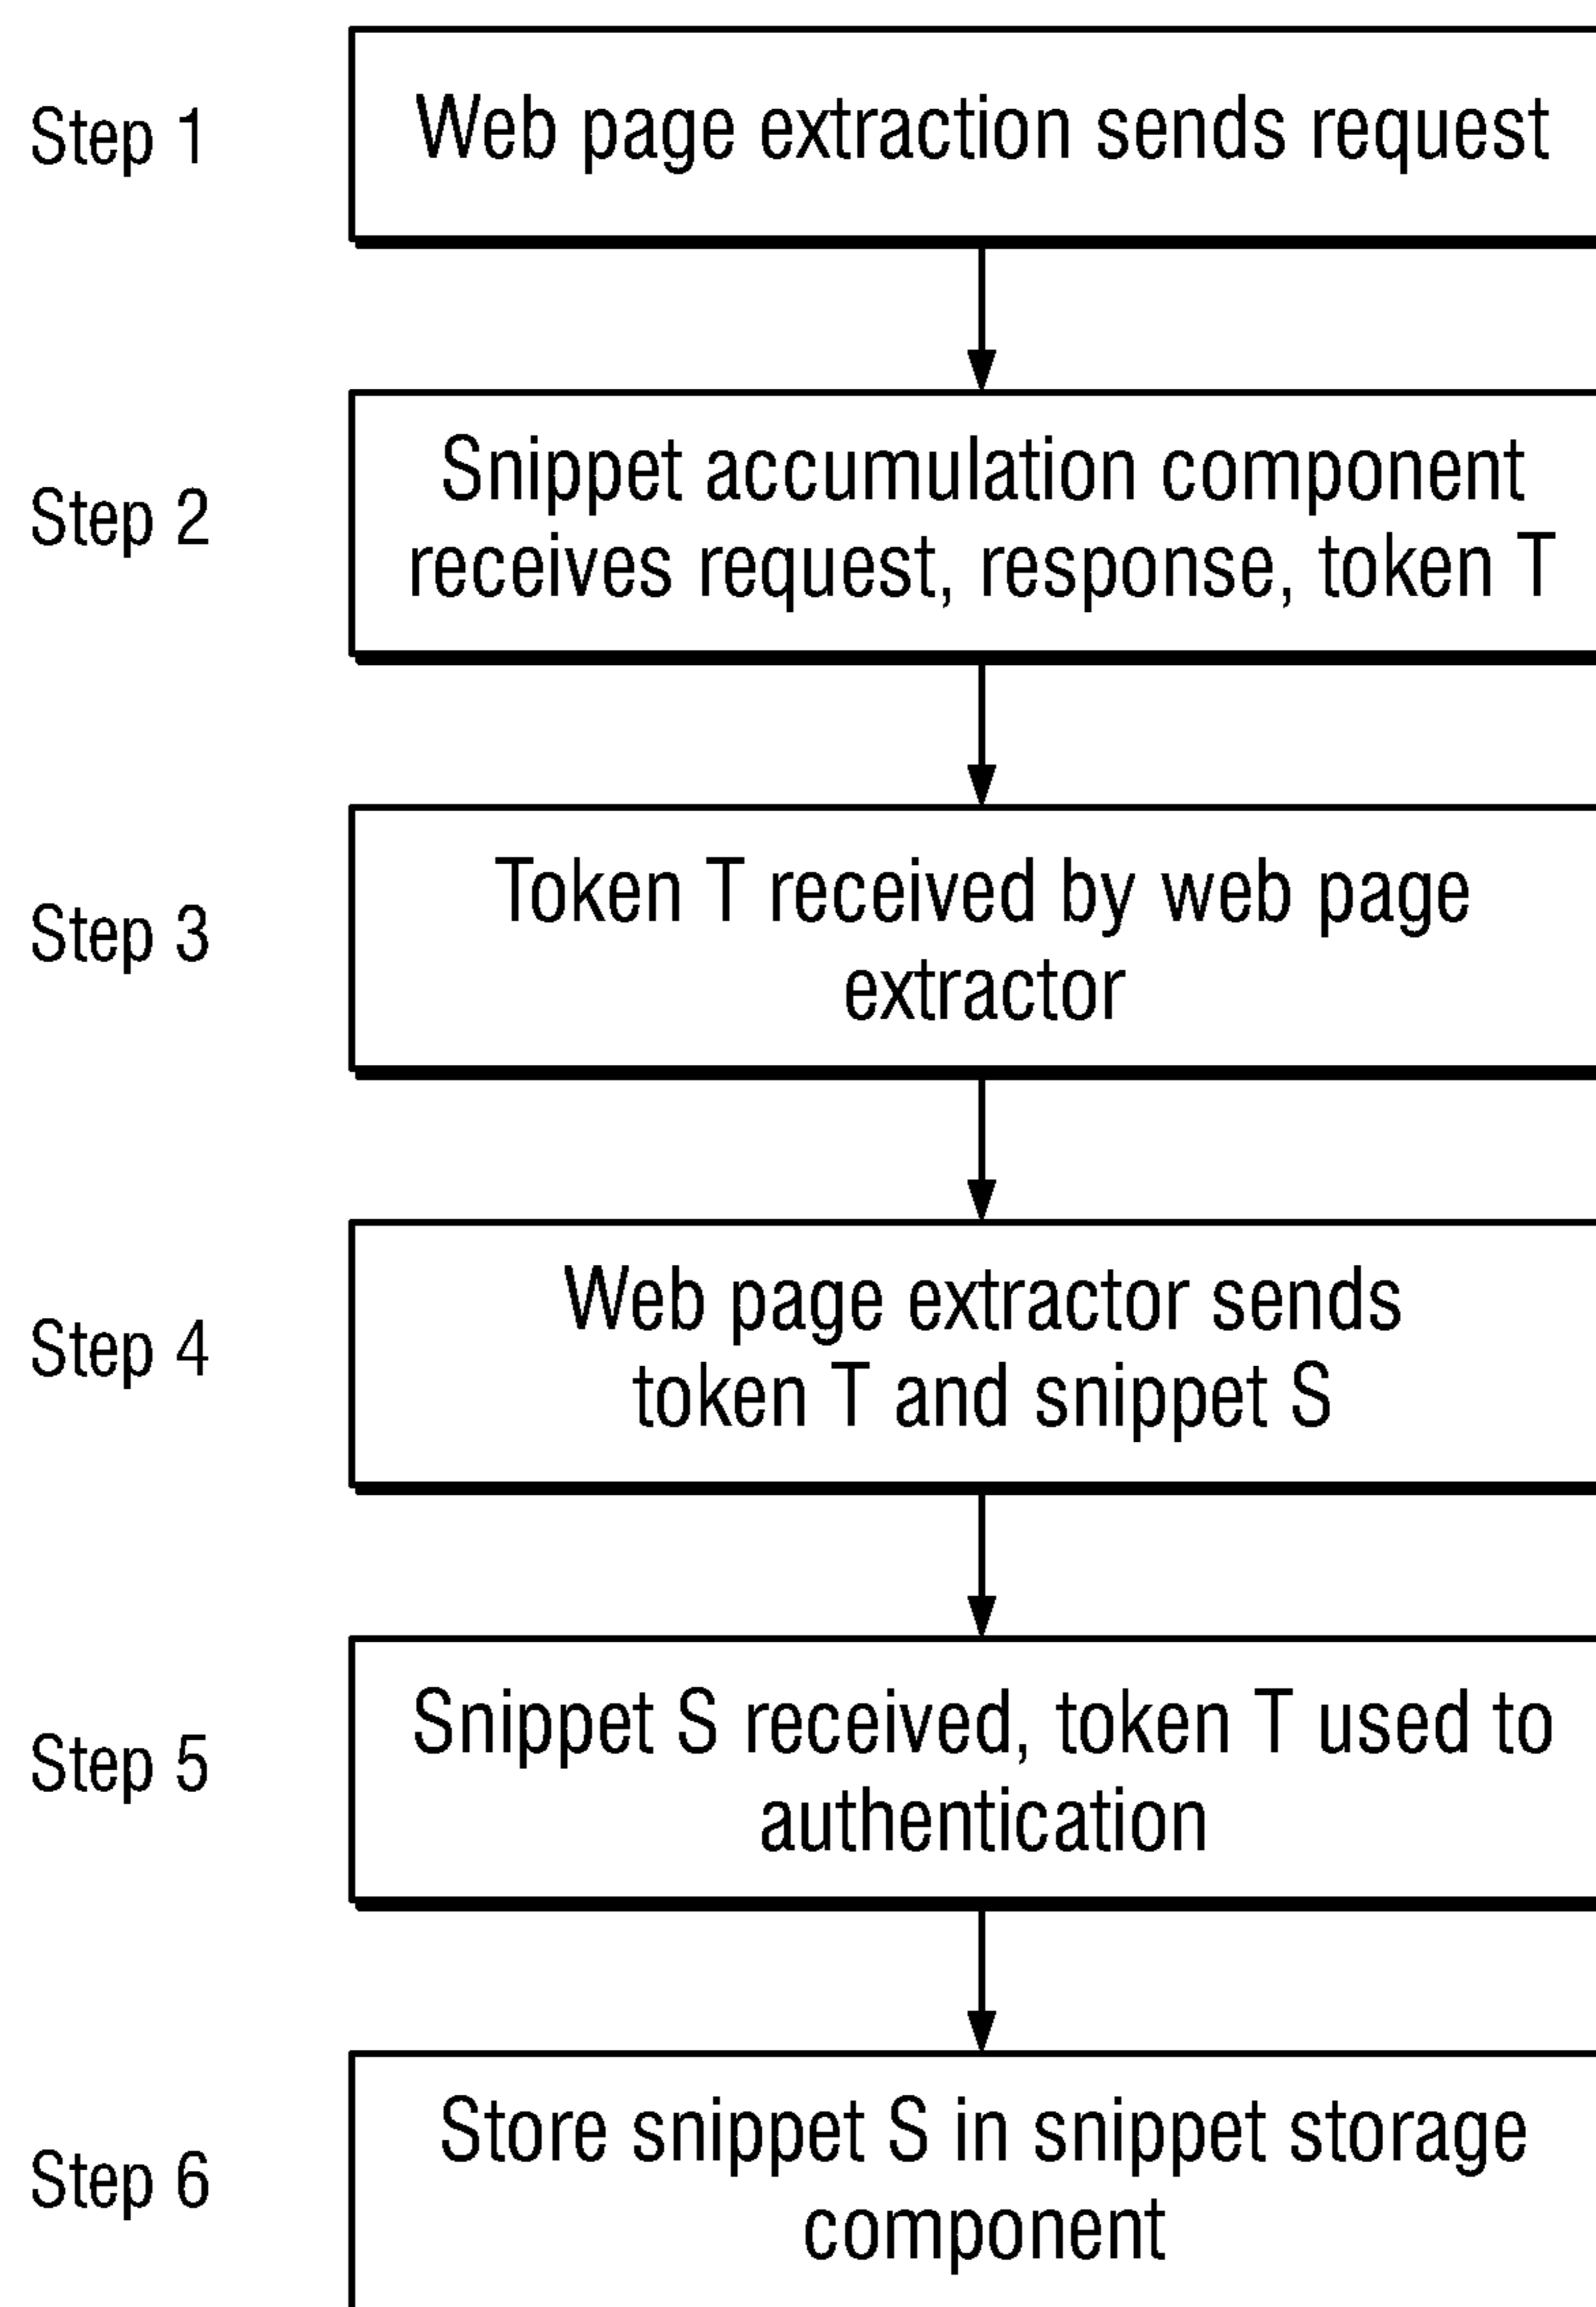 Step 1
Web page extraction sends request
Step 2
Snippet accumulation component
receives request, response, token T
Step 3
Token T received by web page
extractor
Step 4
Web page extractor sends
token T and snippet S
Step 5
Snippet S received, token T used to
authentication
Step 6
Store snippet S in snippet storage
component